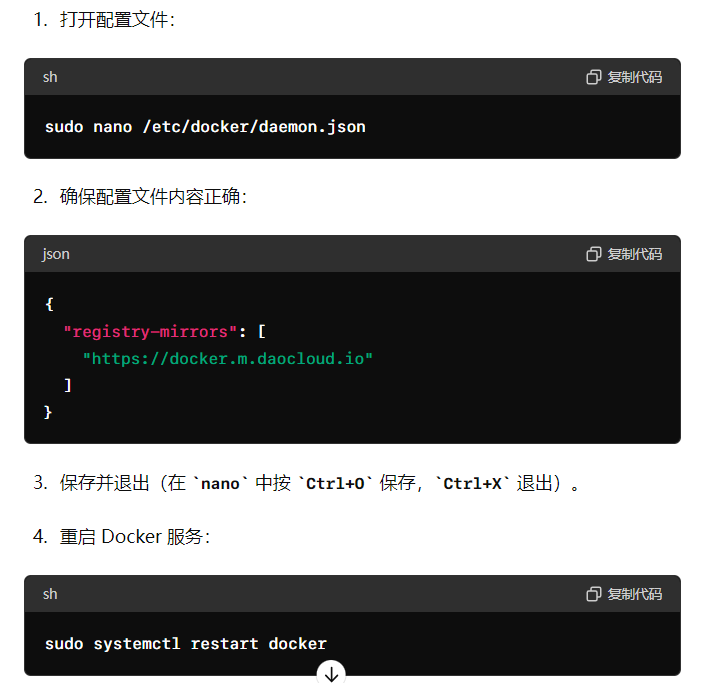 1. 打开配置文件：
sh 复制代码
sudo nano /etc/docker/daemon.json
2. 确保配置文件内容正确：
json 复制代码
{
"registry-mirrors": [
"https://docker.m.daocloud.io"
]
}
3. 保存并退出（在 `nano` 中按 `Ctrl+O` 保存，`Ctrl+X` 退出）。
4. 重启 Docker 服务：
sh 复制代码
sudo systemctl restart docker